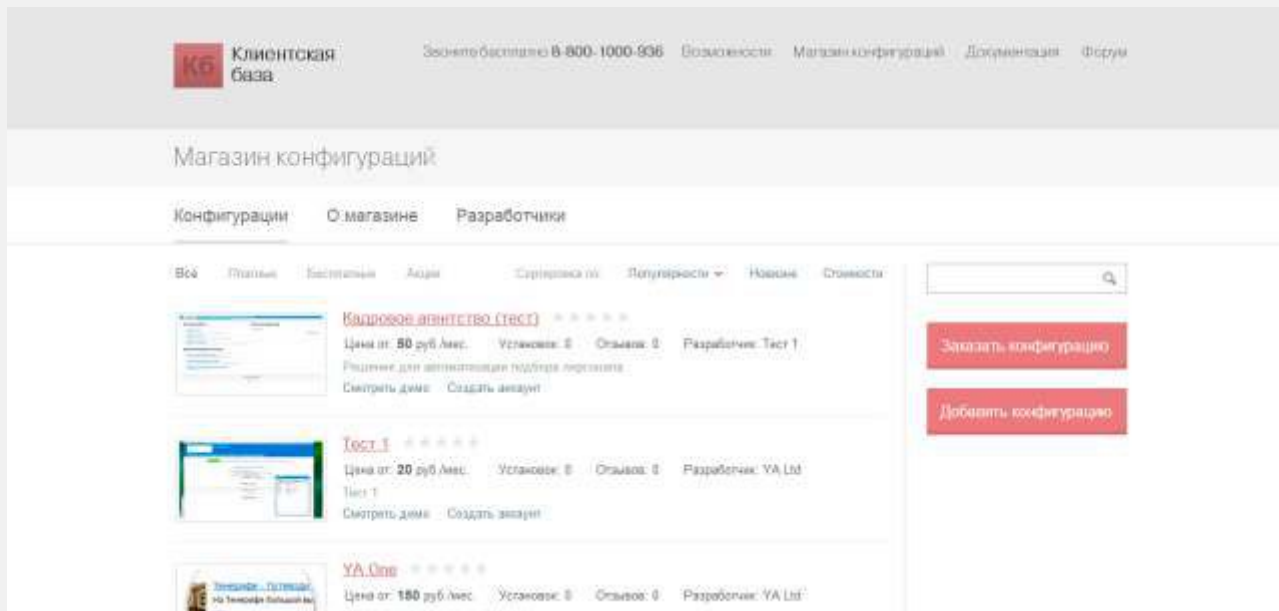 Кб Клиентская база
Звоните бесплатно 8-800-1000-936 Возможности Магазин конфигураций Документация Форум
Магазин конфигураций
Конфигурации О магазине Разработчики
Все Платные Бесплатные Акции Сортировка по: Популярности Новизне Стоимости
Кадровое агентство (тест)
Цена от: 50 руб./мес. Установок: 0 Отзывов: 0 Разработчик: Тест 1
Решение для автоматизации подбора персонала
Смотреть демо Создать аккаунт
Заказать конфигурацию
Добавить конфигурацию
Тест 1
Цена от: 20 руб./мес. Установок: 0 Отзывов: 0 Разработчик: YA Ltd
Тест 1
Смотреть демо Создать аккаунт
YA One
Цена от: 150 руб./мес. Установок: 0 Отзывов: 0 Разработчик: YA Ltd